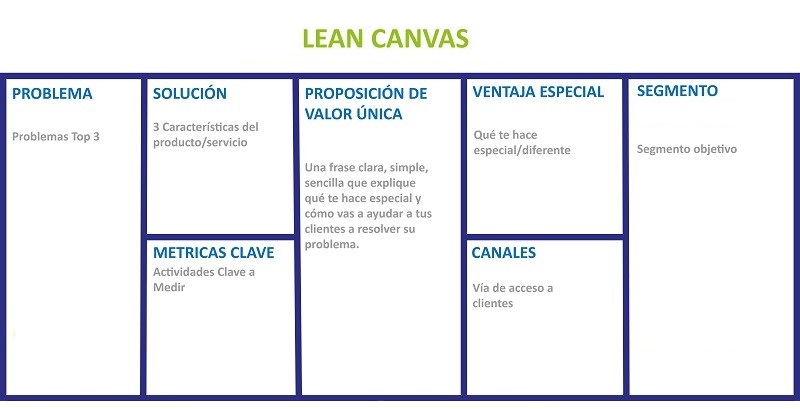 LEAN CANVAS
PROBLEMA
Problemas Top 3
SOLUCIÓN
3 Características del
producto/servicio
METRICAS CLAVE
Actividades Clave a
Medir
PROPOSICIÓN DE
VALOR ÚNICA
Una frase clara, simple,
sencilla que explique
qué te hace especial y
cómo vas a ayudar a tus
clientes a resolver su
problema.
VENTAJA ESPECIAL
Qué te hace
especial/diferente
CANALES
Vía de acceso a
clientes
SEGMENTO
Segmento objetivo